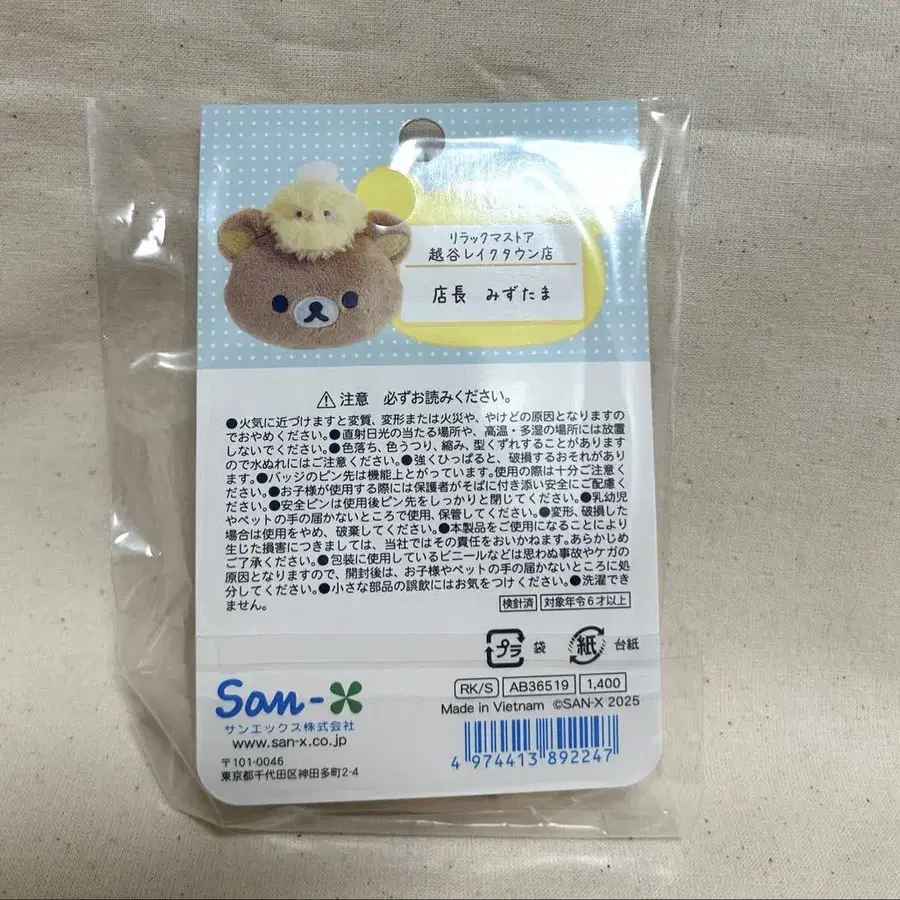 リラックマストア
越谷レイクタウン店
店長 みずたま
⚠注意 必ずお読みください。
●火気に近づけますと変質、変形または火災や、やけどの原因となりますの
でおやめください。●直射日光の当たる場所や、高温・多湿の場所には放置
しないでください。●色落ち、色うつり、縮み、型くずれすることがあります
ので水ぬれにはご注意ください。●強くひっぱると、破損するおそれがありま
す。●バッジのピン先は機能上とがっています。使用の際は十分ご注意く
ださい。●お子様が使用する際には保護者がそばに付き添い安全にご配慮く
ださい。●安全ピンは使用後ピン先をしっかりと閉じてください。●乳幼児
やペットの手の届かないところで使用、保管してください。●変形、破損した
場合は使用をやめ、破棄してください。●本製品をご使用になることにより
生じた損害につきましては、当社ではその責任をおいかねます。あらかじめ
ご了承ください。●包装に使用しているビニールなどは思わぬ事故やケガの
原因となりますので、開封後は、お子様やペットの手の届かないところに処
分してください。●小さな部品の誤飲にはお気をつけください。●洗濯でき
ません。
検針済 対象年令6才以上
プラ 袋 紙 台紙
San-X
サンエックス株式会社
www.san-x.co.jp
〒101-0046
東京都千代田区神田多町2-4
RK/S AB36519 1,400
Made in Vietnam ©SAN-X 2025
4 974413 892247